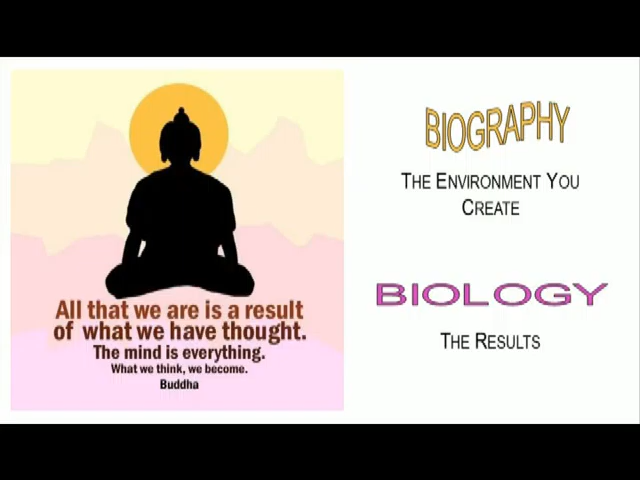 All that we are is a result
of what we have thought.
The mind is everything.
What we think, we become.
Buddha
BIOGRAPHY
THE ENVIRONMENT YOU
CREATE
BIOLOGY
THE RESULTS